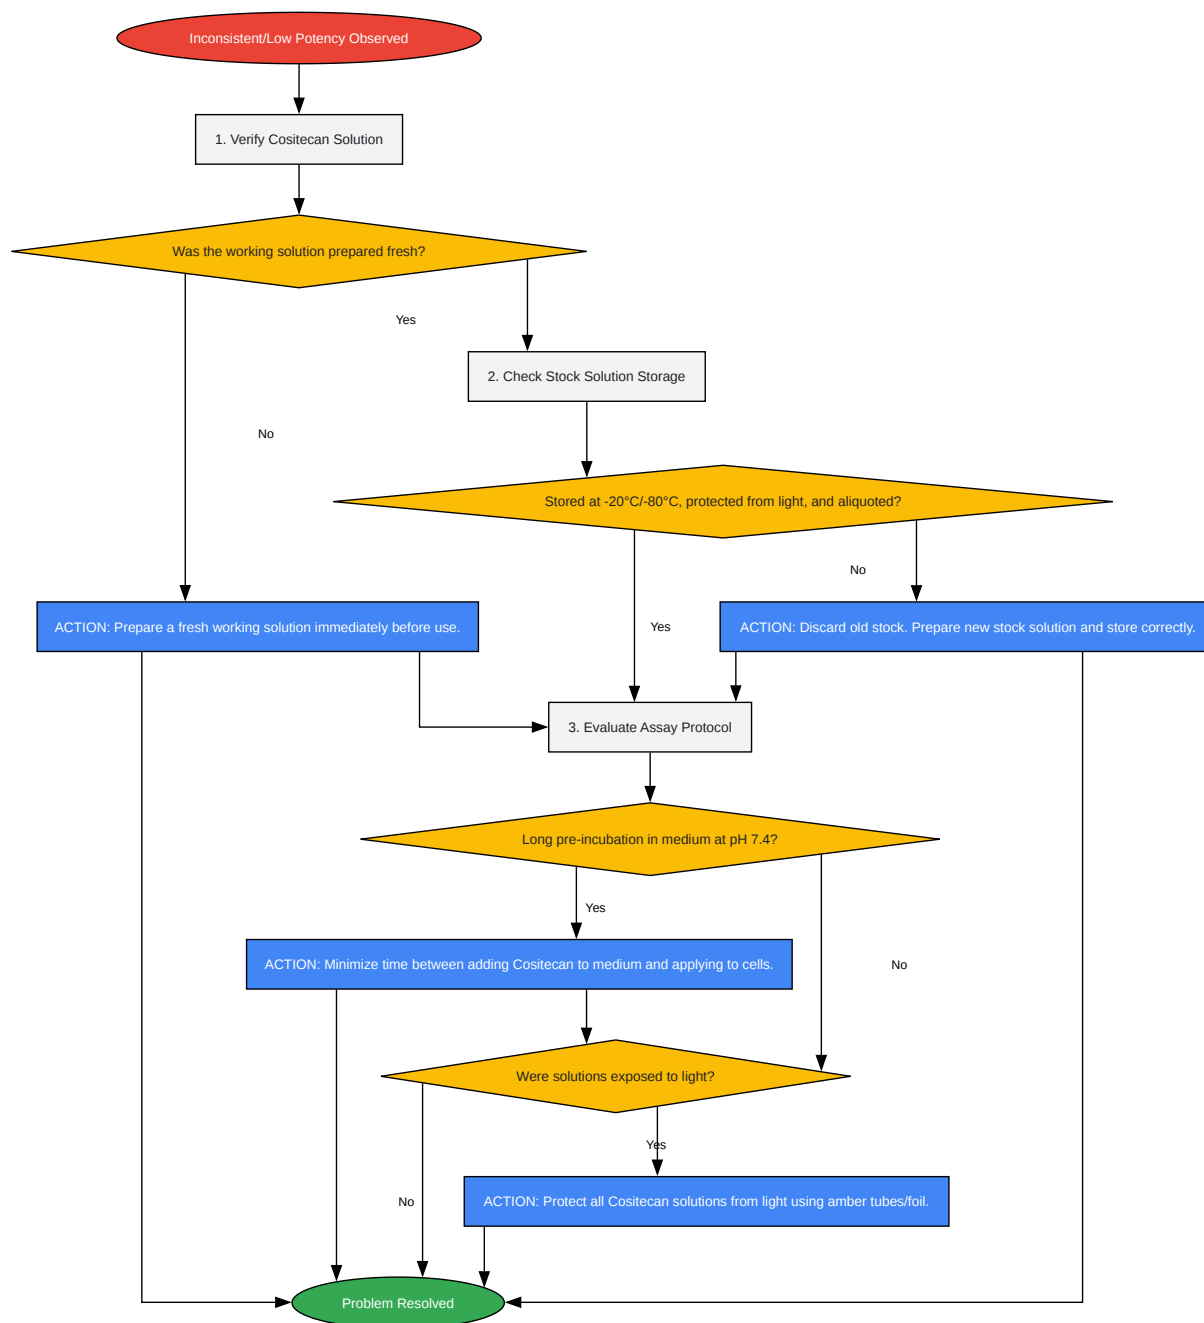 Inconsistent/Low Potency Observed
1. Verify Cositecan Solution
Was the working solution prepared fresh?
Yes
2. Check Stock Solution Storage
No
Stored at -20°C/-80°C, protected from light, and aliquoted?
No
ACTION: Prepare a fresh working solution immediately before use.
Yes
ACTION: Discard old stock. Prepare new stock solution and store correctly.
3. Evaluate Assay Protocol
Long pre-incubation in medium at pH 7.4?
Yes
ACTION: Minimize time between adding Cositecan to medium and applying to cells.
No
Were solutions exposed to light?
Yes
No
ACTION: Protect all Cositecan solutions from light using amber tubes/foil.
Problem Resolved